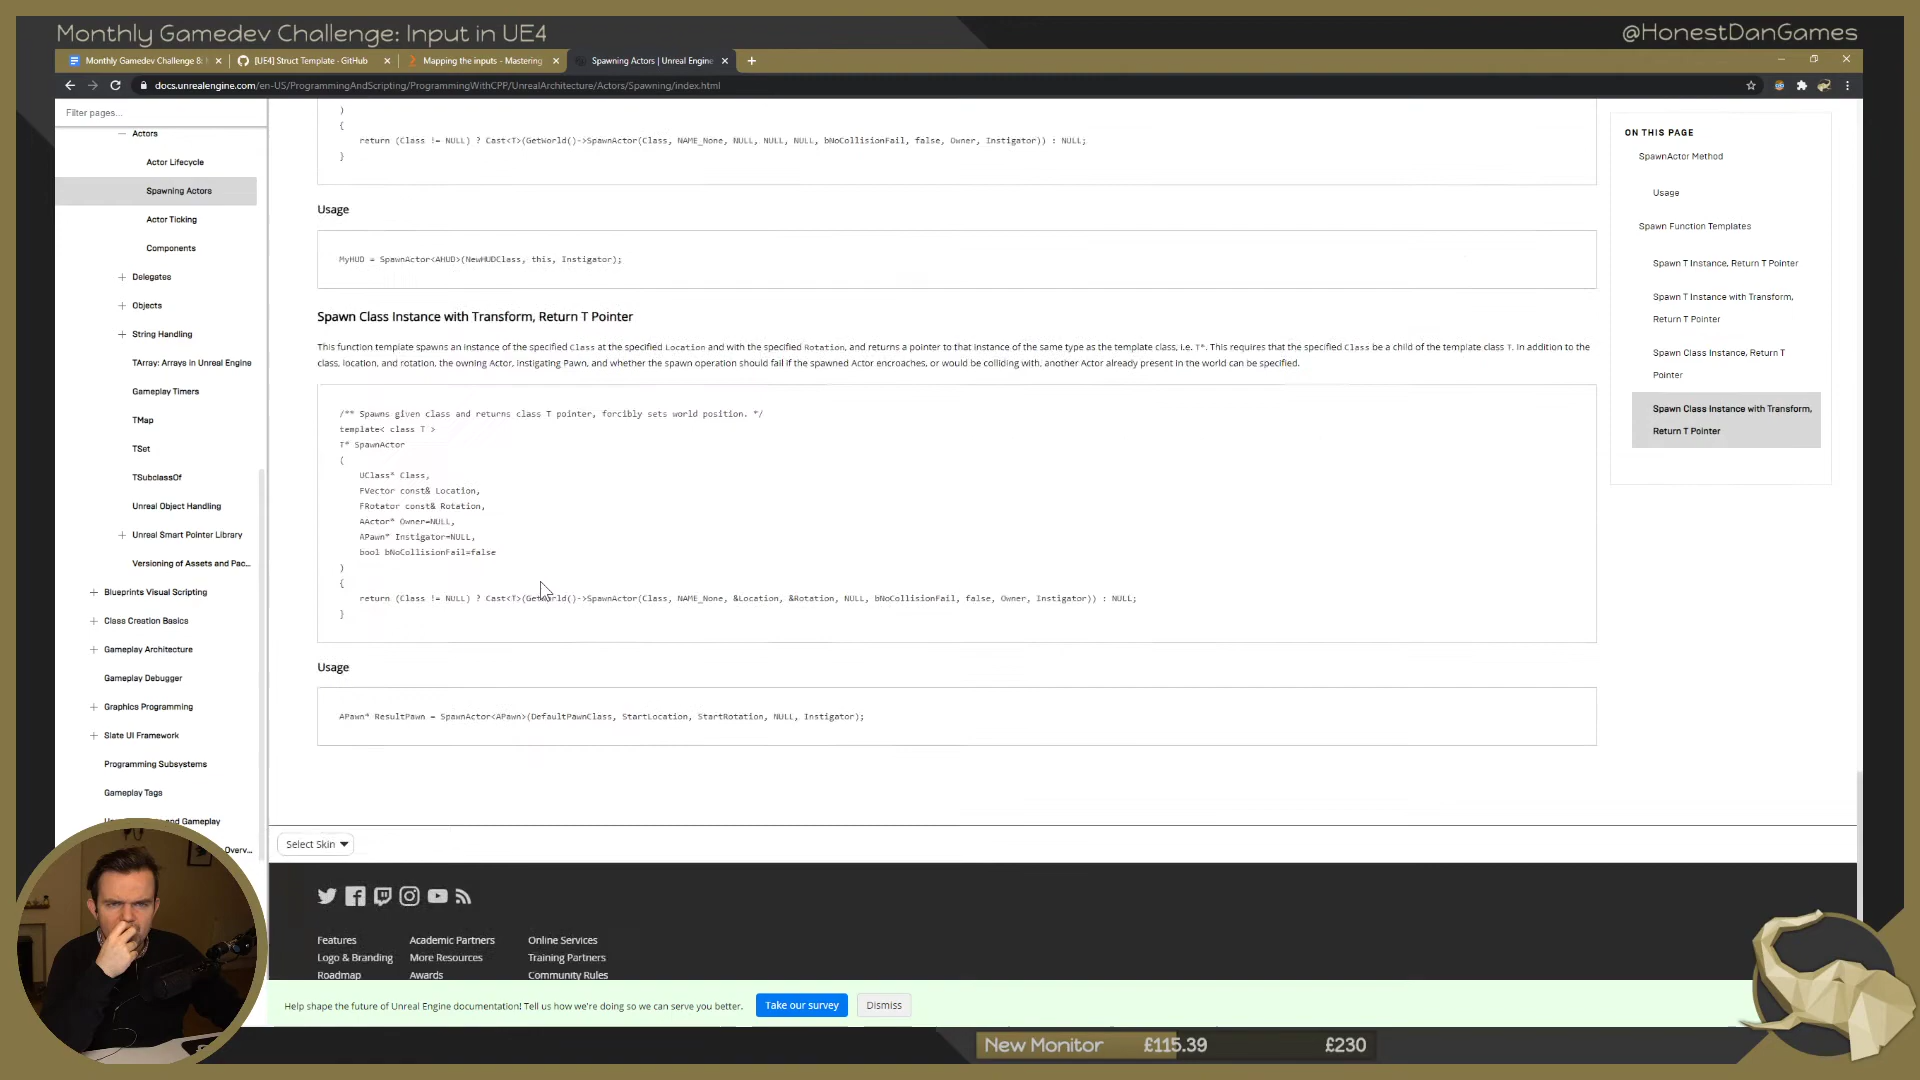 Monthly Gamedev Challenge: Input in UE4
@HonestDanGames
Monthly Gamedev Challenge 8:
[UE4] Struct Template - GitHub
Mapping the inputs - Mastering
Spawning Actors | Unreal Engine
docs.unrealengine.com/en-US/ProgrammingAndScripting/ProgrammingWithCPP/UnrealArchitecture/Actors/Spawning/index.html
Filter pages...
Actors
Actor Lifecycle
Spawning Actors
Actor Ticking
Components
Delegates
Objects
String Handling
TArray: Arrays in Unreal Engine
Gameplay Timers
TMap
TSet
TSubclassOf
Unreal Object Handling
Unreal Smart Pointer Library
Versioning of Assets and Pac...
Blueprints Visual Scripting
Class Creation Basics
Gameplay Architecture
Gameplay Debugger
Graphics Programming
Slate UI Framework
Programming Subsystems
Gameplay Tags
and Gameplay
Overv...
)
{
return (Class != NULL) ? Cast<T>(GetWorld()->SpawnActor(Class, NAME_None, NULL, NULL, NULL, bNoCollisionFail, false, Owner, Instigator)) : NULL;
}
Usage
MyHUD = SpawnActor<AHUD>(NewHUDClass, this, Instigator);
Spawn Class Instance with Transform, Return T Pointer
This function template spawns an instance of the specified Class at the specified Location and with the specified Rotation, and returns a pointer to that instance of the same type as the template class, i.e. T*. This requires that the specified Class be a child of the template class T. In addition to the
class, location, and rotation, the owning Actor, Instigating Pawn, and whether the spawn operation should fail if the spawned Actor encroaches, or would be colliding with, another Actor already present in the world can be specified.
/** Spawns given class and returns class T pointer, forcibly sets world position. */
template< class T >
T* SpawnActor
(
UClass* Class,
FVector const& Location,
FRotator const& Rotation,
AActor* Owner=NULL,
APawn* Instigator=NULL,
bool bNoCollisionFail=false
)
{
return (Class != NULL) ? Cast<T>(GetWorld()->SpawnActor(Class, NAME_None, &Location, &Rotation, NULL, bNoCollisionFail, false, Owner, Instigator)) : NULL;
}
Usage
APawn* ResultPawn = SpawnActor<APawn>(DefaultPawnClass, StartLocation, StartRotation, NULL, Instigator);
ON THIS PAGE
SpawnActor Method
Usage
Spawn Function Templates
Spawn T Instance, Return T Pointer
Spawn T Instance with Transform,
Return T Pointer
Spawn Class Instance, Return T
Pointer
Spawn Class Instance with Transform,
Return T Pointer
Select Skin
Features
Academic Partners
Online Services
Logo & Branding
More Resources
Training Partners
Roadmap
Awards
Community Rules
Help shape the future of Unreal Engine documentation! Tell us how we're doing so we can serve you better.
Take our survey
Dismiss
New Monitor £115.39 £230